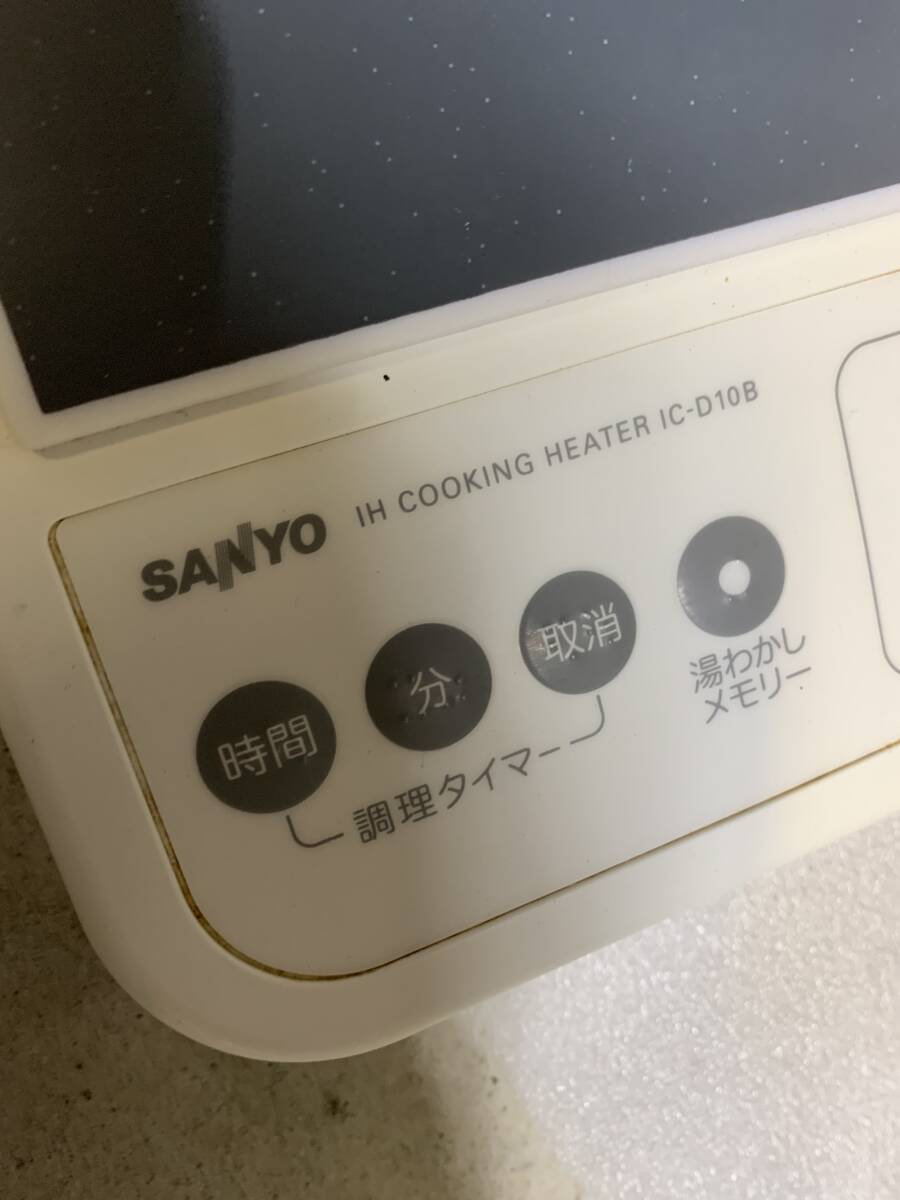 SANYO IH COOKING HEATER IC-D10B
時間 分 取消
調理タイマー
湯わかし
メモリー